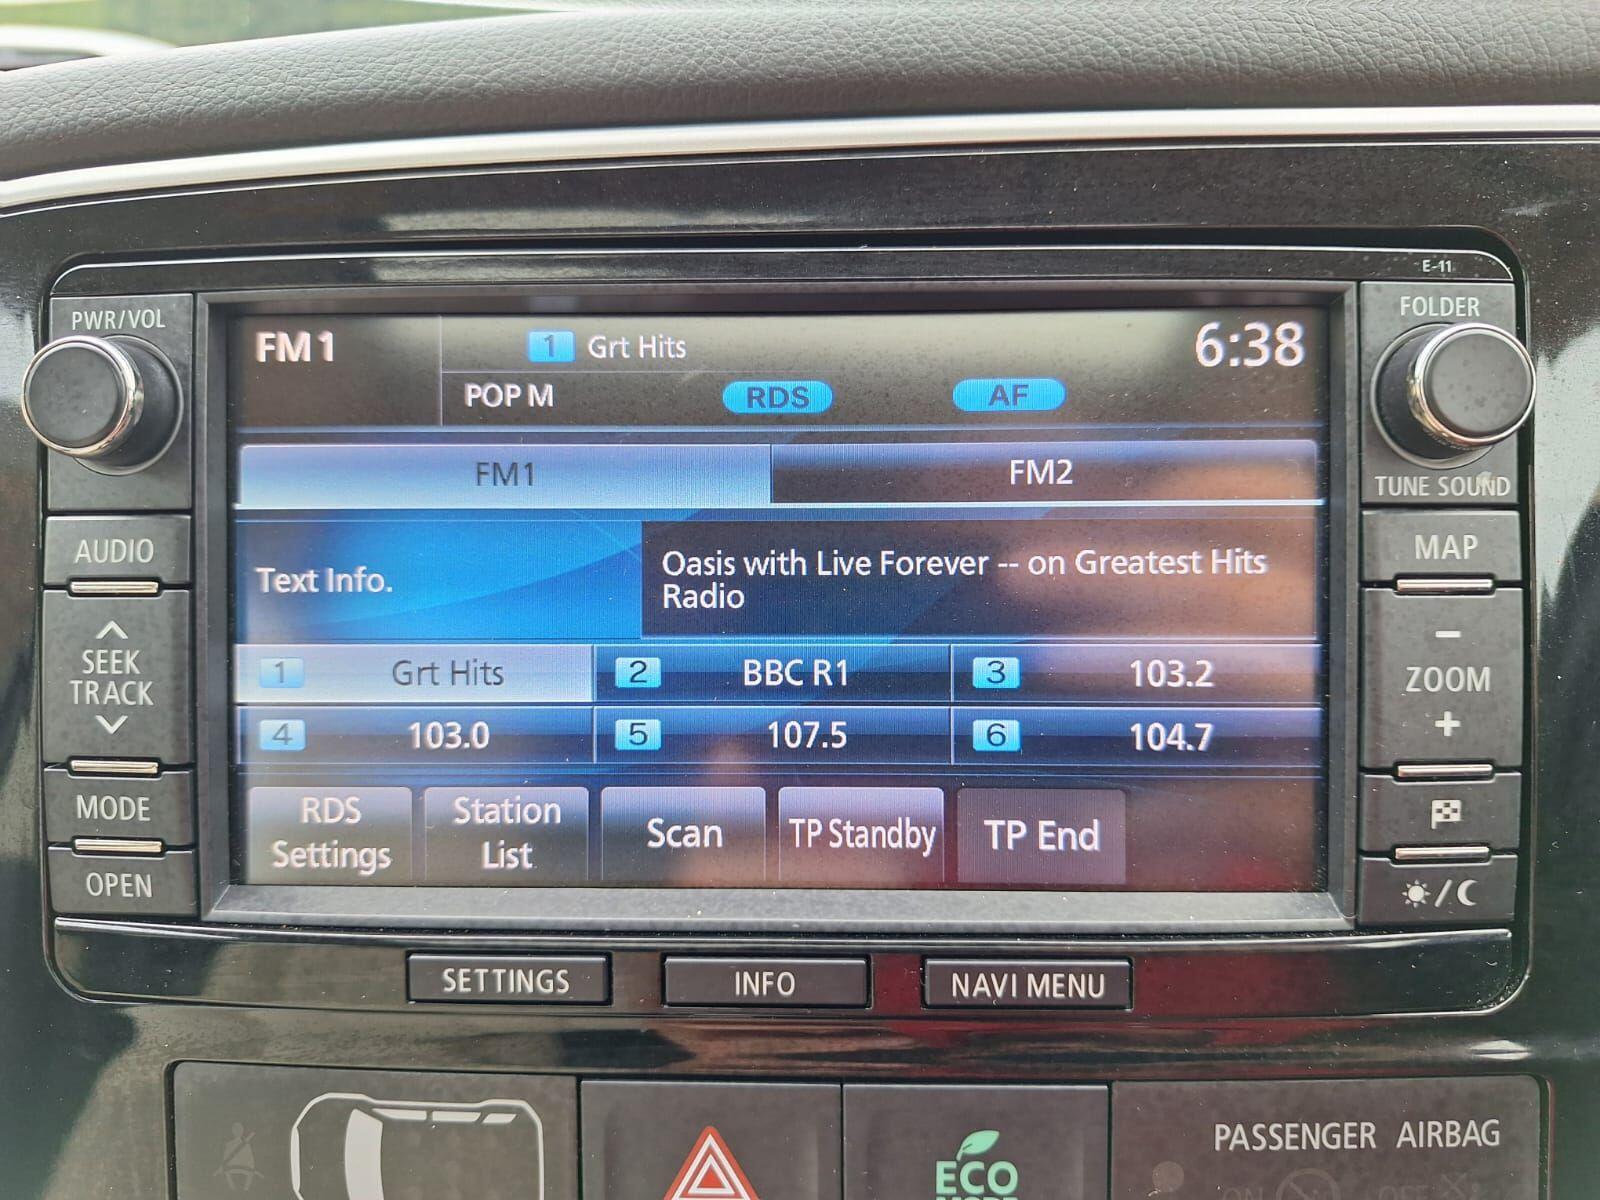 E-11
PWR/VOL
FOLDER
FM1
1 Grt Hits
6:38
POP M
RDS
AF
TUNE SOUND
FM1
FM2
AUDIO
MAP
Text Info.
Oasis with Live Forever -- on Greatest Hits
Radio
SEEK
TRACK
−
ZOOM
+
1 Grt Hits
2 BBC R1
3 103.2
4 103.0
5 107.5
6 104.7
MODE
RDS
Settings
Station
List
Scan
TP Standby
TP End
OPEN
SETTINGS
INFO
NAVI MENU
PASSENGER AIRBAG
ECO
MODE